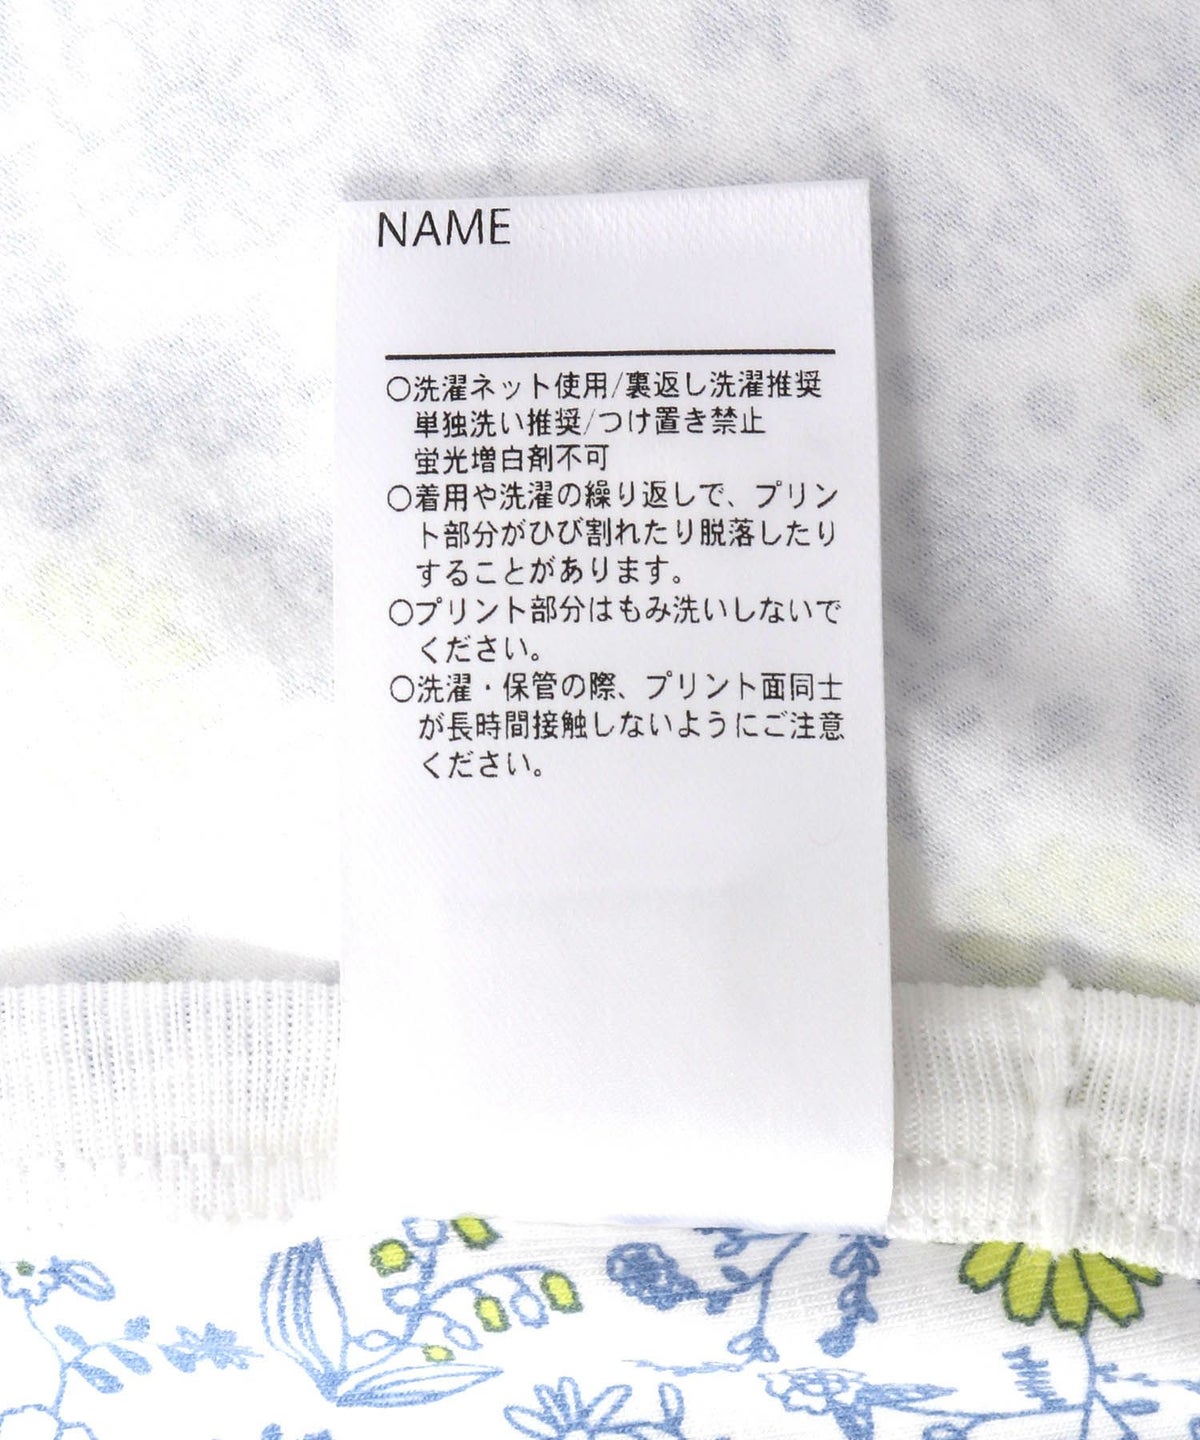 NAME
○洗濯ネット使用/裏返し洗濯推奨
単独洗い推奨/つけ置き禁止
蛍光増白剤不可
○着用や洗濯の繰り返しで、プリン
ト部分がひび割れたり脱落したり
することがあります。
○プリント部分はもみ洗いしないで
ください。
○洗濯・保管の際、プリント面同士
が長時間接触しないようにご注意
ください。